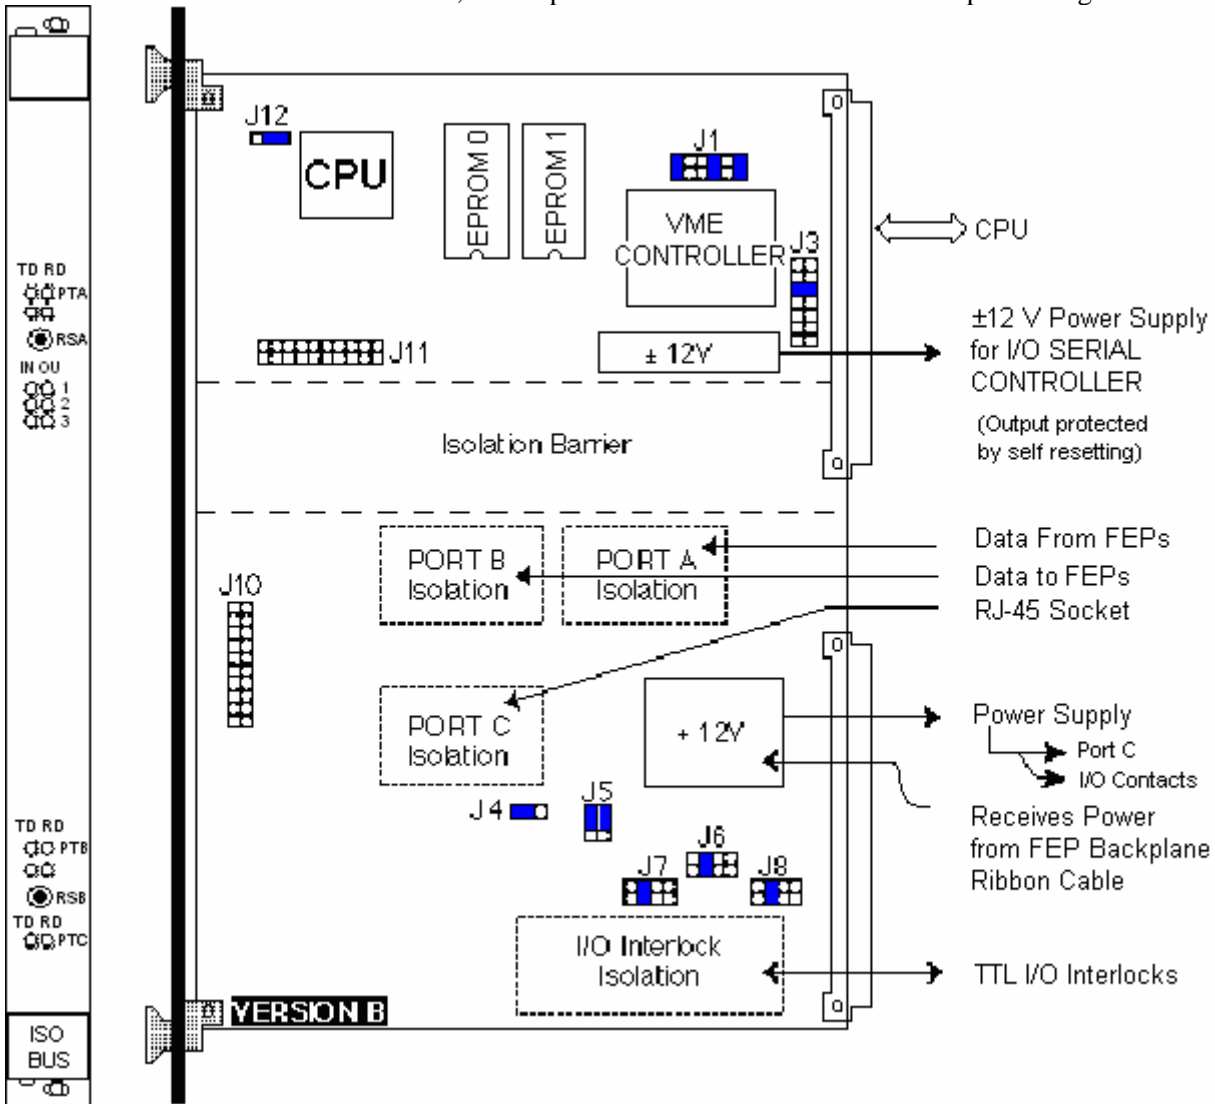 J12
CPU
EPROM 0
EPROM 1
J1
VME
CONTROLLER
J3
CPU
TD RD
PTA
RSA
IN OU
1
2
3
J11
± 12V
±12 V Power Supply
for I/O SERIAL
CONTROLLER
(Output protected
by self resetting)
Isolation Barrier
PORT B
Isolation
PORT A
Isolation
Data From FEPs
Data to FEPs
RJ-45 Socket
J10
PORT C
Isolation
+ 12V
Power Supply
Port C
I/O Contacts
J4
J5
J6
J7
J8
Receives Power
from FEP Backplane
Ribbon Cable
TD RD
PTB
RSB
TD RD
PTC
I/O Interlock
Isolation
TTL I/O Interlocks
VERSION B
ISO
BUS